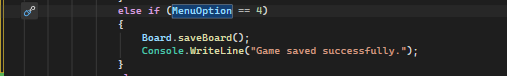 else if (MenuOption == 4)
{
Board.saveBoard();
Console.WriteLine("Game saved successfully.");
}